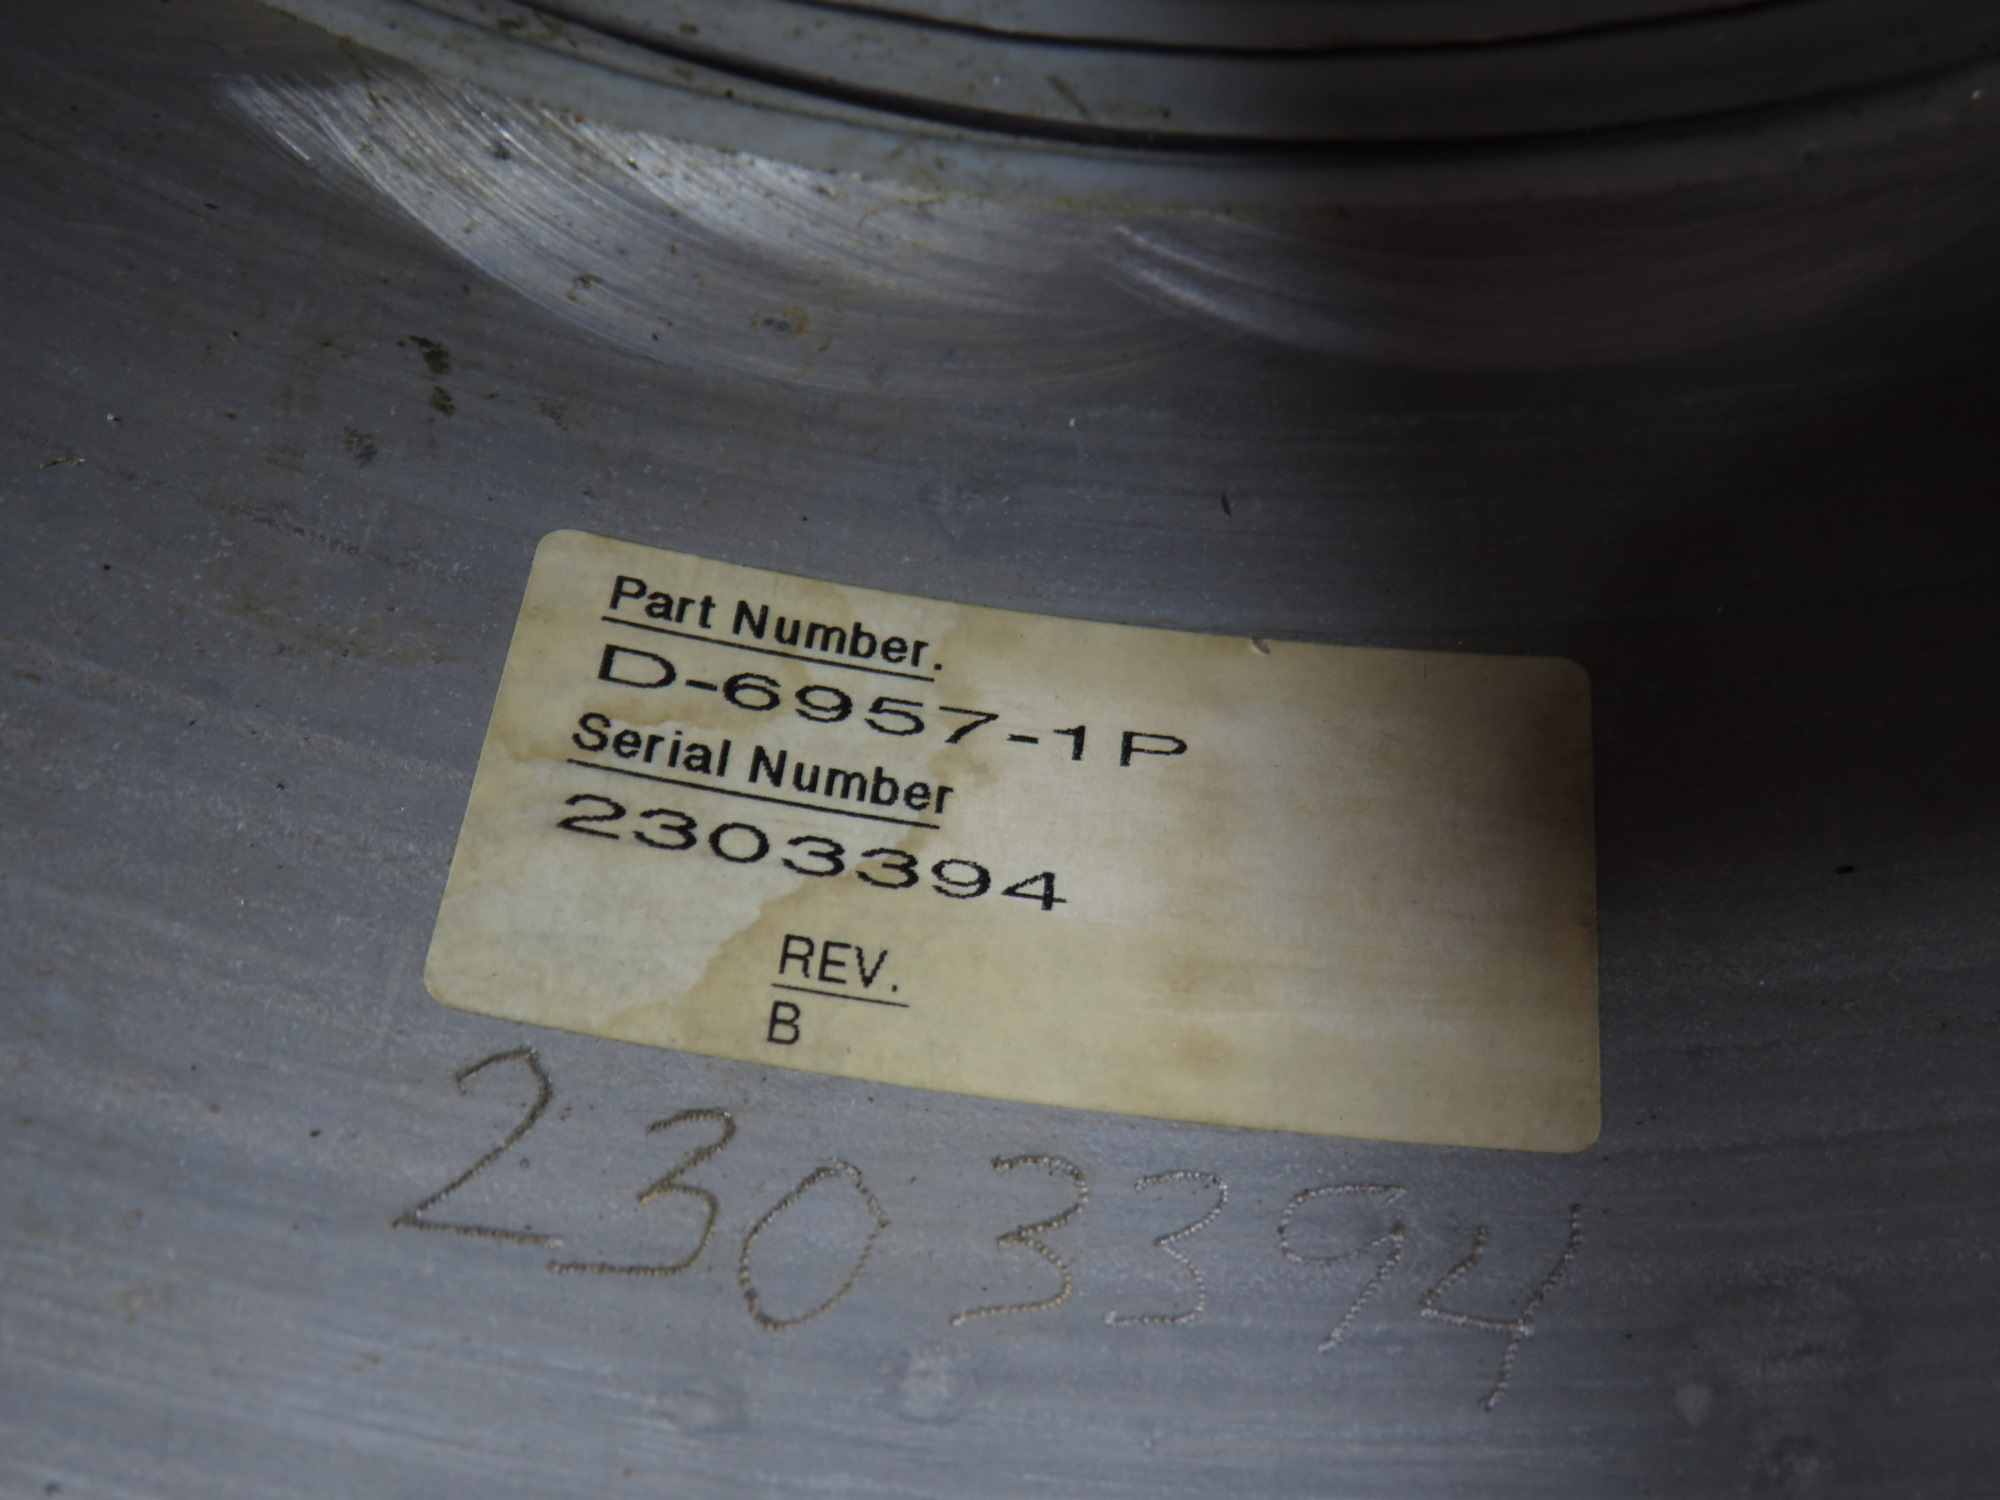 Part Number.
D-6957-1P
Serial Number
2303394
REV.
B
2303394